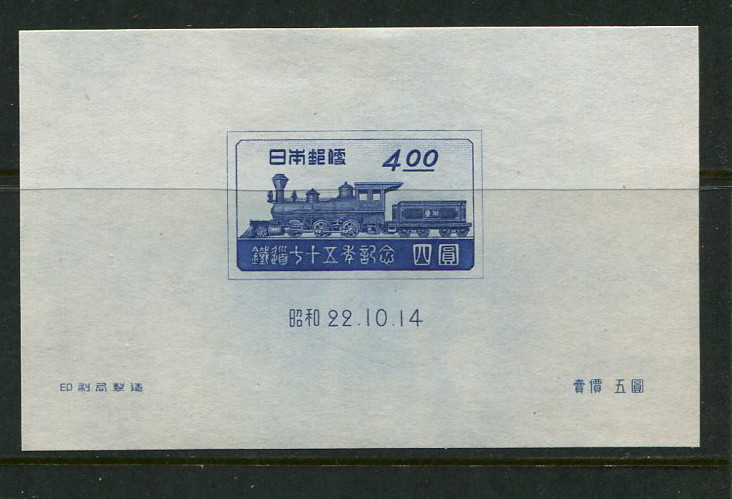 日本郵便 4.00
鐵道七十五年記念 四圓
昭和 22.10.14
印刷局製造
賣價 五圓